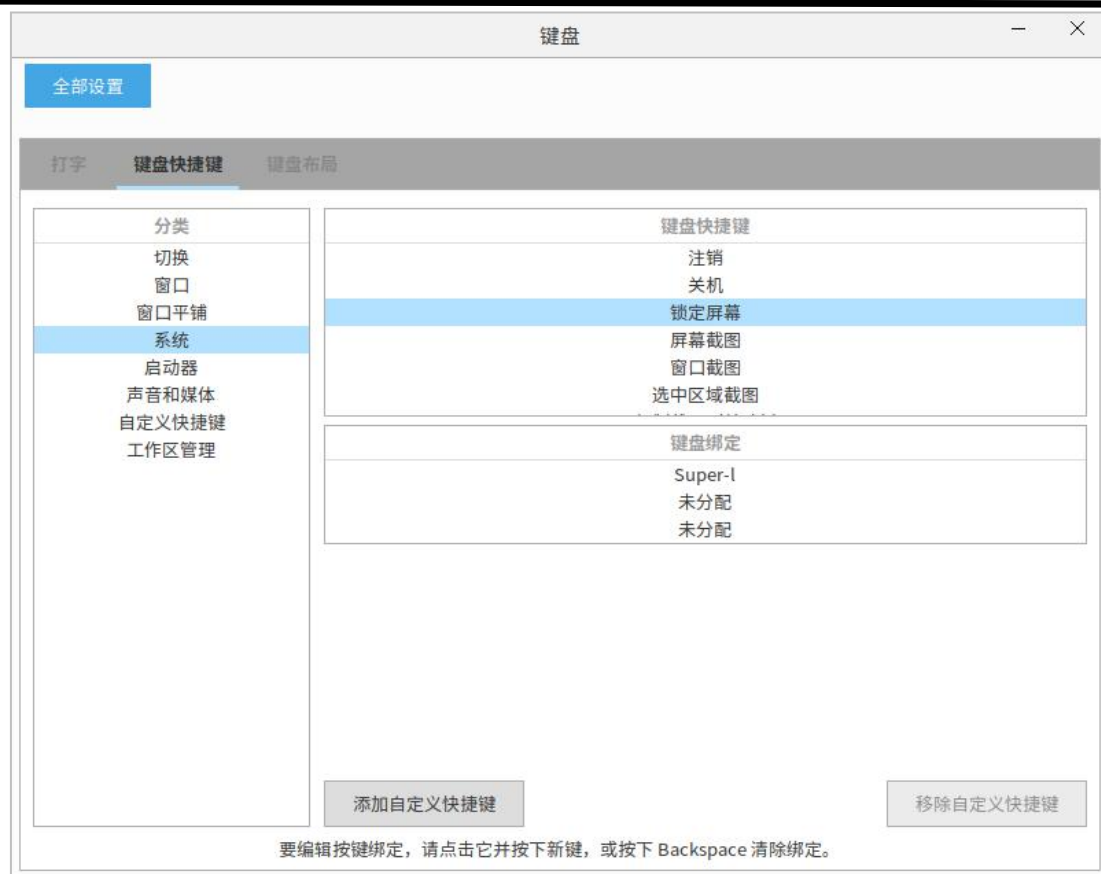 键盘
全部设置
打字 键盘快捷键 键盘布局
分类
切换
窗口
窗口平铺
系统
启动器
声音和媒体
自定义快捷键
工作区管理
键盘快捷键
注销
关机
锁定屏幕
屏幕截图
窗口截图
选中区域截图
键盘绑定
Super-l
未分配
未分配
添加自定义快捷键
移除自定义快捷键
要编辑按键绑定，请点击它并按下新键，或按下 Backspace 清除绑定。